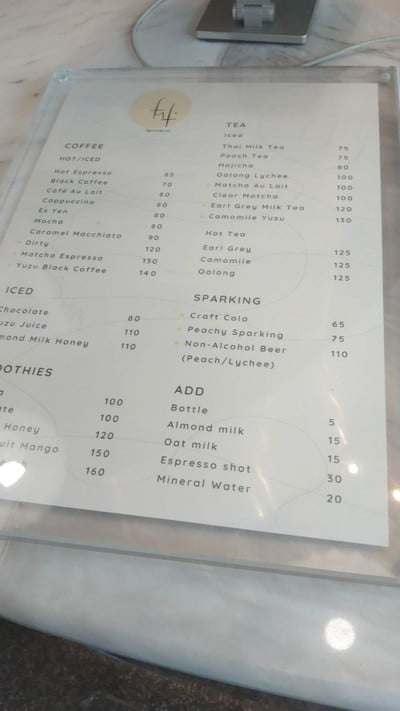 COFFEE
HOT/ICED
Hot Espresso 65
Black Coffee 70
Café Au Lait 80
Cappuccina 80
Es Yen 80
Mocha 80
Caramel Macchiato 90
Dirty 120
Matcha Espresso 130
Yuzu Black Coffee 140
ICED
Chocolate 80
Juice 110
Milk Honey 110
100
100
Honey 120
Mango 150
160
TEA
Iced
Thai Milk Tea 75
Peach Tea 75
Hojicha 80
Oolong Lychee 100
Matcha Au Lait 100
Clear Matcha 100
Earl Grey Milk Tea 120
Camomile Yuzu 130
Hot Tea
Earl Grey 125
Camomile 125
Oolong 125
SPARKING
Craft Cola 65
Peachy Sparking 75
Non-Alcohal Beer 110
(Peach/Lychee)
ADD
Bottle 5
Almond milk 15
Oat milk 15
Espresso shot 30
Mineral Water 20